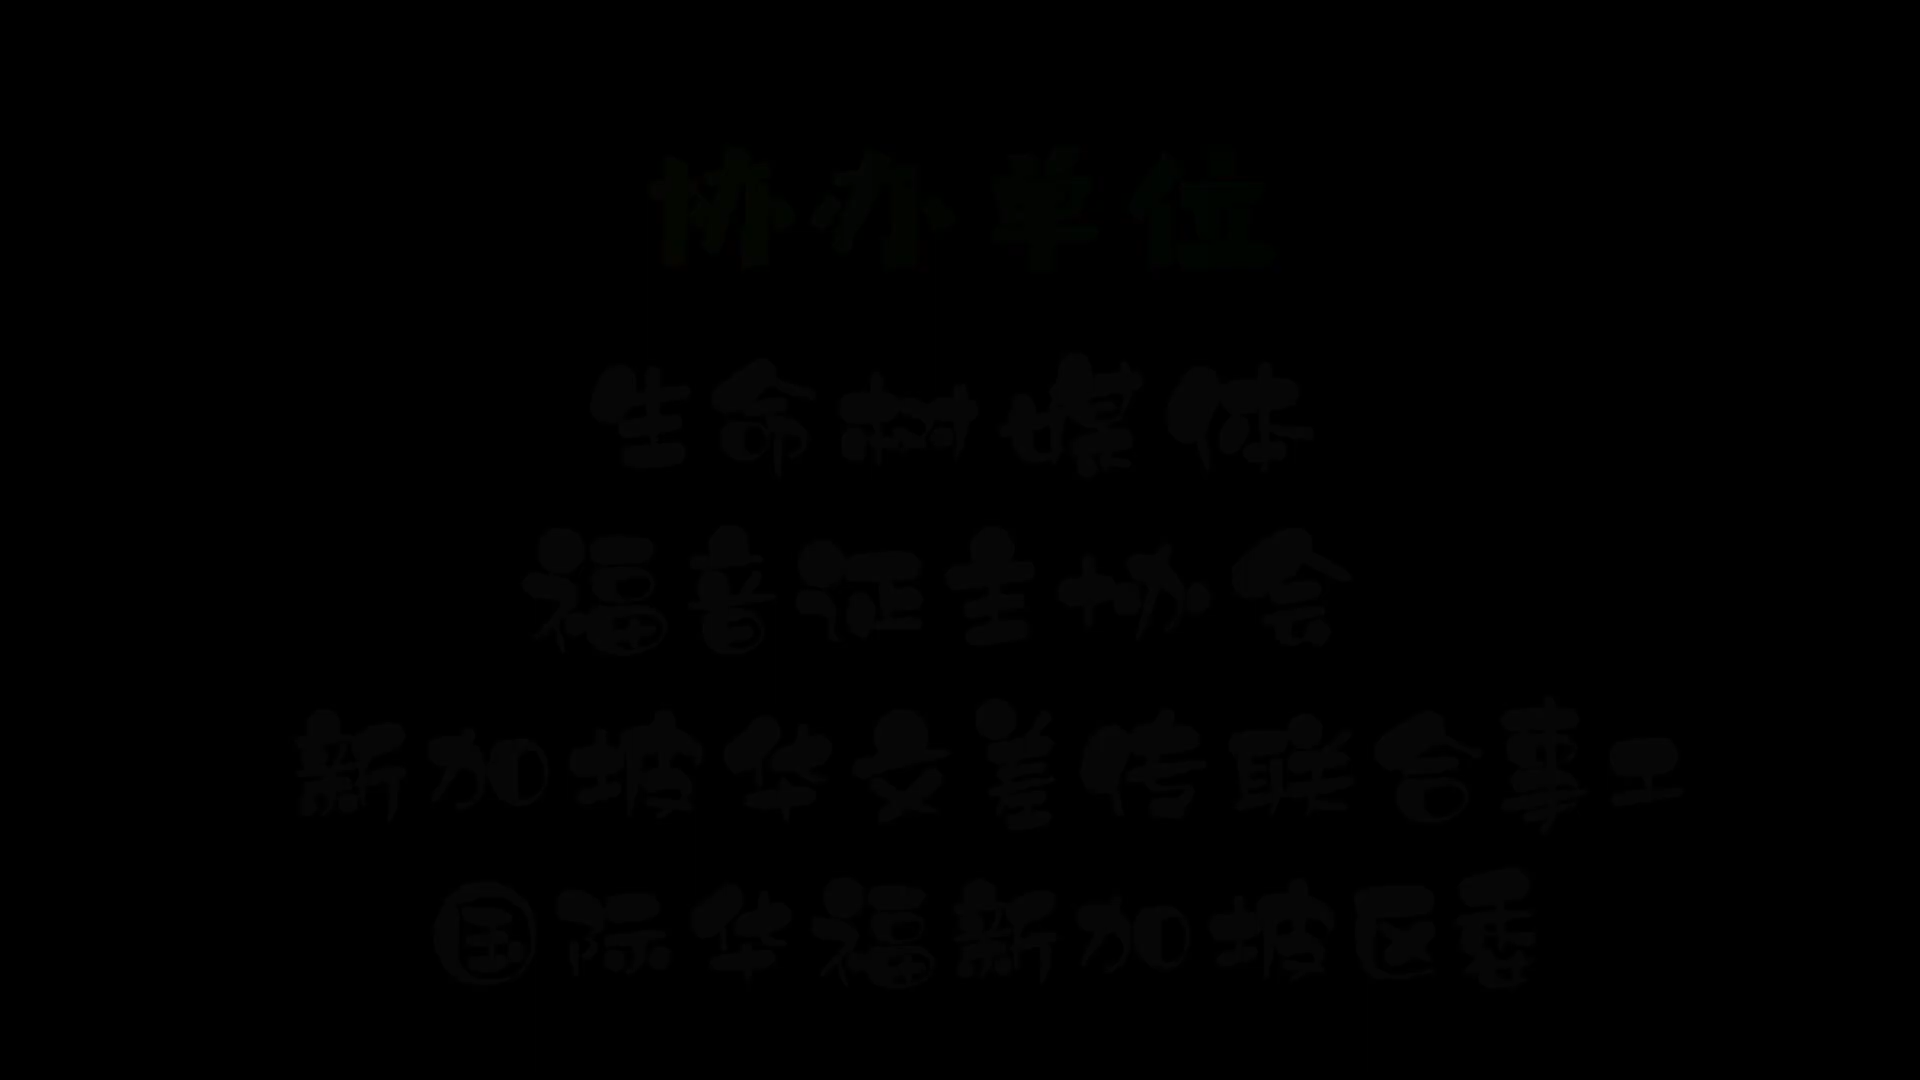 协办单位
生命树媒体
福音证主协会
新加坡华文差传联合事工
国际华福新加坡区委